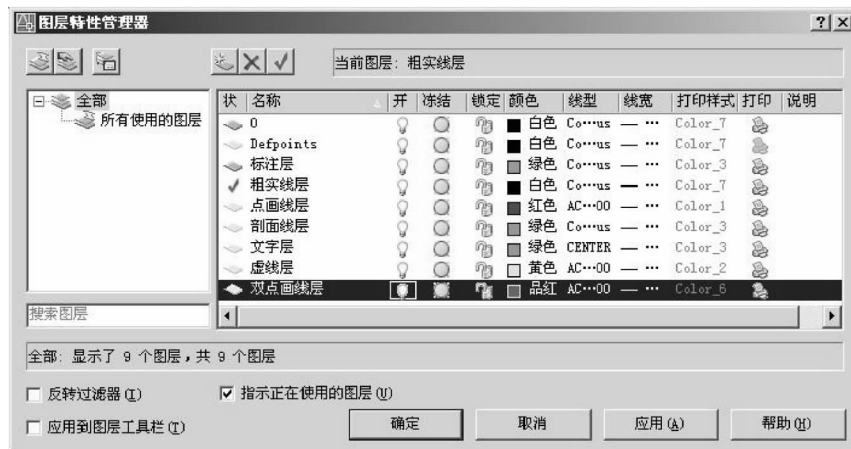 图层特性管理器
当前图层: 粗实线层
全部
所有使用的图层
搜索图层
状 名称 开 冻结 锁定 颜色 线型 线宽 打印样式 打印 说明
0 白色 Co…us — … Color_7
Defpoints 白色 Co…us — … Color_7
标注层 绿色 Co…us — … Color_3
粗实线层 白色 Co…us — … Color_7
点画线层 红色 AC…00 — … Color_1
剖面线层 绿色 Co…us — … Color_3
文字层 绿色 CENTER — … Color_3
虚线层 黄色 AC…00 — … Color_2
双点画线层 品红 AC…00 — … Color_6
全部: 显示了 9 个图层,共 9 个图层
反转过滤器(I) 指示正在使用的图层(U)
应用到图层工具栏(T)
确定 取消 应用(A) 帮助(H)